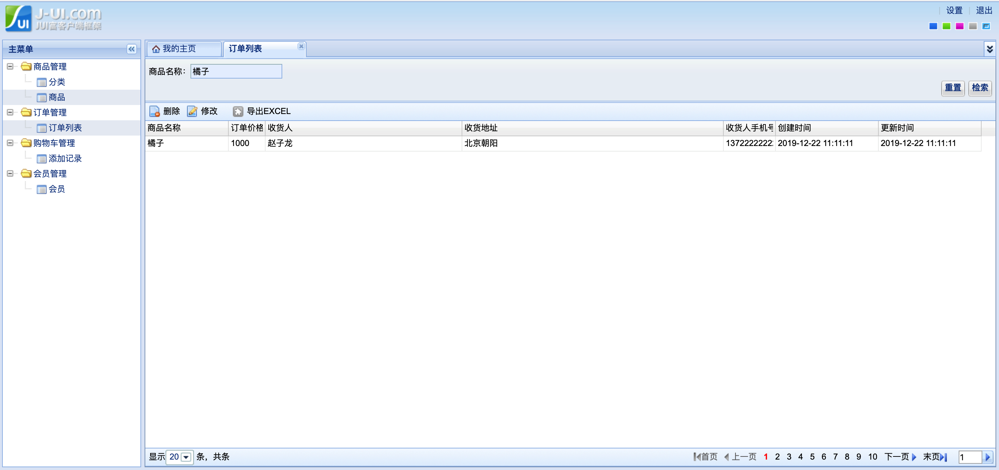 J-UI.com
JUI富客户端框架
UI
设置 退出
主菜单
商品管理
分类
商品
订单管理
订单列表
购物车管理
添加记录
会员管理
会员
我的主页 订单列表
商品名称： 橘子
重置 检索
删除 修改 导出EXCEL
商品名称 订单价格 收货人 收货地址 收货人手机号 创建时间 更新时间
橘子 1000 赵子龙 北京朝阳 1372222222 2019-12-22 11:11:11 2019-12-22 11:11:11
显示 20 条，共条 首页 上一页 1 2 3 4 5 6 7 8 9 10 下一页 末页 1